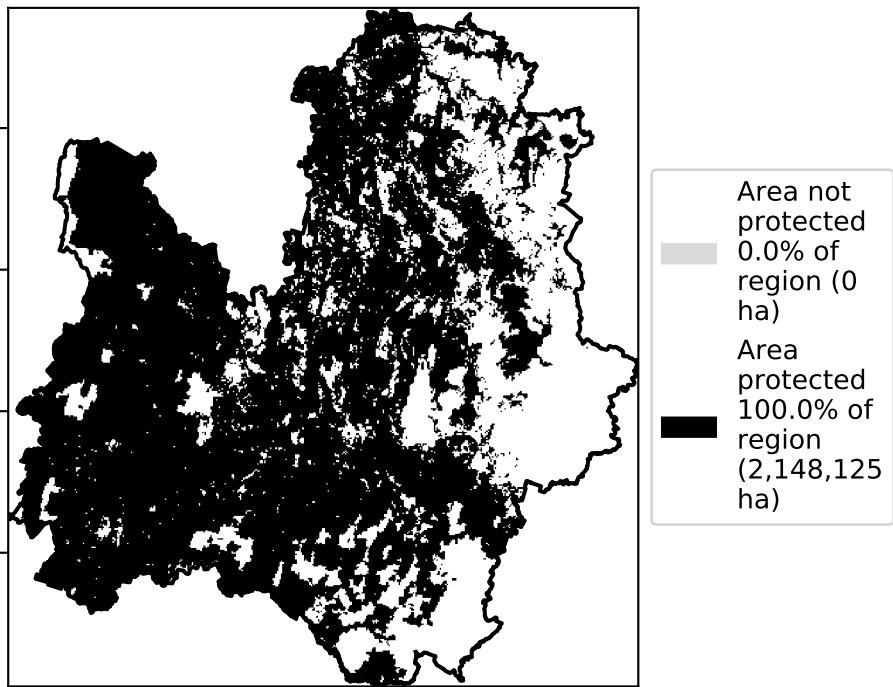 Area not
protected
0.0% of
region (0
ha)
Area
protected
100.0% of
region
(2,148,125
ha)